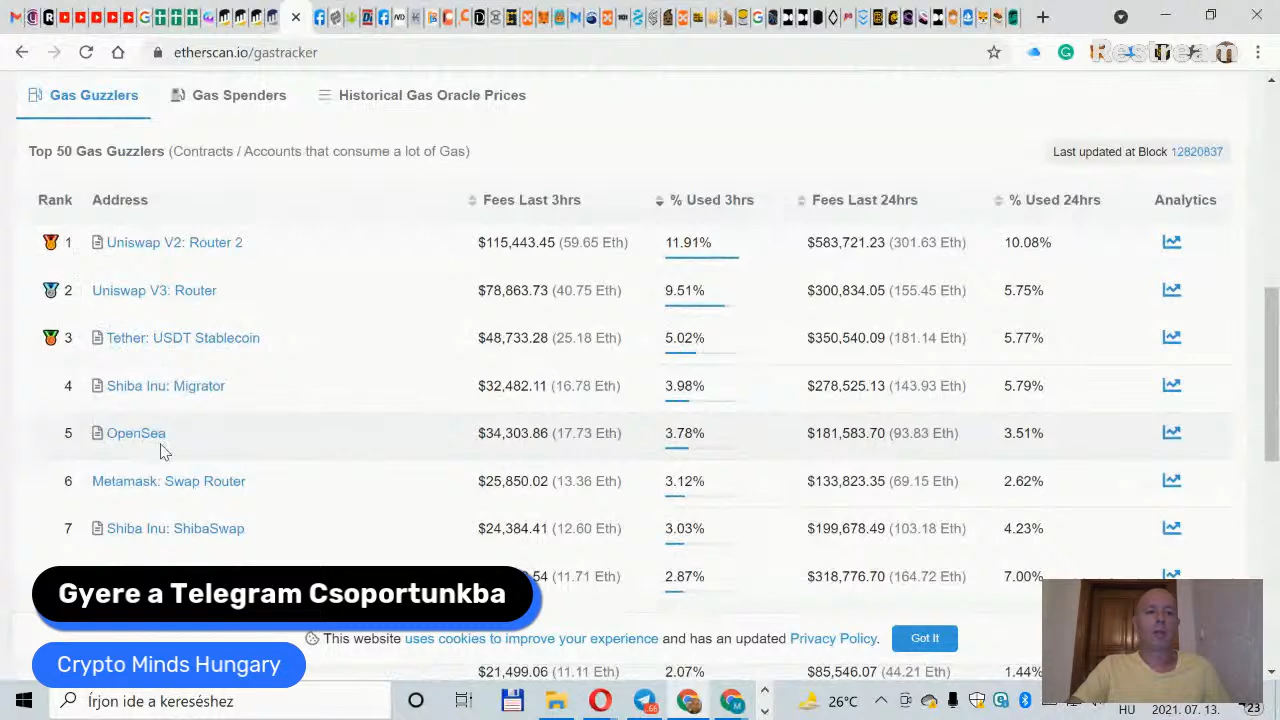 etherscan.io/gastracker
Restream
Gas Guzzlers Gas Spenders Historical Gas Oracle Prices
Top 50 Gas Guzzlers (Contracts / Accounts that consume a lot of Gas) Last updated at Block 12820837
Rank Address Fees Last 3hrs % Used 3hrs Fees Last 24hrs % Used 24hrs Analytics
1 Uniswap V2: Router 2 $115,443.45 (59.65 Eth) 11.91% $583,721.23 (301.63 Eth) 10.08%
2 Uniswap V3: Router $78,863.73 (40.75 Eth) 9.51% $300,834.05 (155.45 Eth) 5.75%
3 Tether: USDT Stablecoin $48,733.28 (25.18 Eth) 5.02% $350,540.09 (181.14 Eth) 5.77%
4 Shiba Inu: Migrator $32,482.11 (16.78 Eth) 3.98% $278,525.13 (143.93 Eth) 5.79%
5 OpenSea $34,303.86 (17.73 Eth) 3.78% $181,583.70 (93.83 Eth) 3.51%
6 Metamask: Swap Router $25,850.02 (13.36 Eth) 3.12% $133,823.35 (69.15 Eth) 2.62%
7 Shiba Inu: ShibaSwap $24,384.41 (12.60 Eth) 3.03% $199,678.49 (103.18 Eth) 4.23%
.54 (11.71 Eth) 2.87% $318,776.70 (164.72 Eth) 7.00%
Gyere a Telegram Csoportunkba
This website uses cookies to improve your experience and has an updated Privacy Policy. Got It
Crypto Minds Hungary
$21,499.06 (11.11 Eth) 2.07% $85,546.07 (44.21 Eth) 1.44%
Írjon ide a kereséshez
26°C
HU 2021. 07. 13. 23